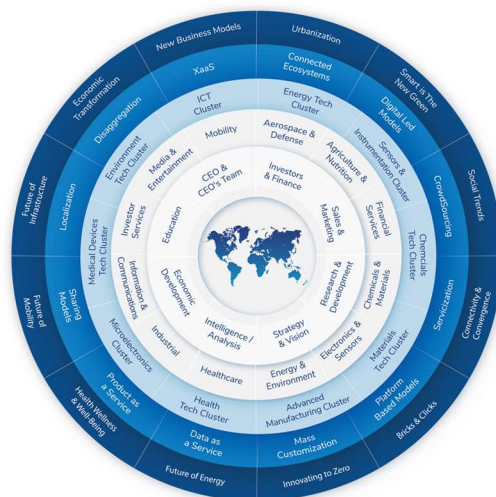 New Business Models
Urbanization
Smart is The
New Green
Social Trends
Connectivity &
Convergence
Bricks & Clicks
Innovating to Zero
Future of Energy
Health Wellness
& Well-Being
Future of
Mobility
Future of
Infrastructure
Economic
Transformation
XaaS
Connected
Ecosystems
Digital Led
Models
CrowdSourcing
Servicization
Platform
Based Models
Mass
Customization
Data as
a Service
Product as
a Service
Sharing
Models
Localization
Disaggregation
ICT
Cluster
Energy Tech
Cluster
Sensors &
Instrumentation Cluster
Chemcials
Tech Cluster
Materials
Tech Cluster
Advanced
Manufacturing Cluster
Health
Tech Cluster
Microelectronics
Cluster
Medical Devices
Tech Cluster
Environment
Tech Cluster
Mobility
Aerospace &
Defense
Agriculture &
Nutrition
Financial
Services
Chemicals &
Materials
Electronics &
Sensors
Energy &
Environment
Healthcare
Industrial
Information &
Communications
Investor
Services
Media &
Entertainment
CEO &
CEO's Team
Investors
& Finance
Sales &
Marketing
Research &
Development
Strategy
& Vision
Intelligence /
Analysis
Economic
Development
Education